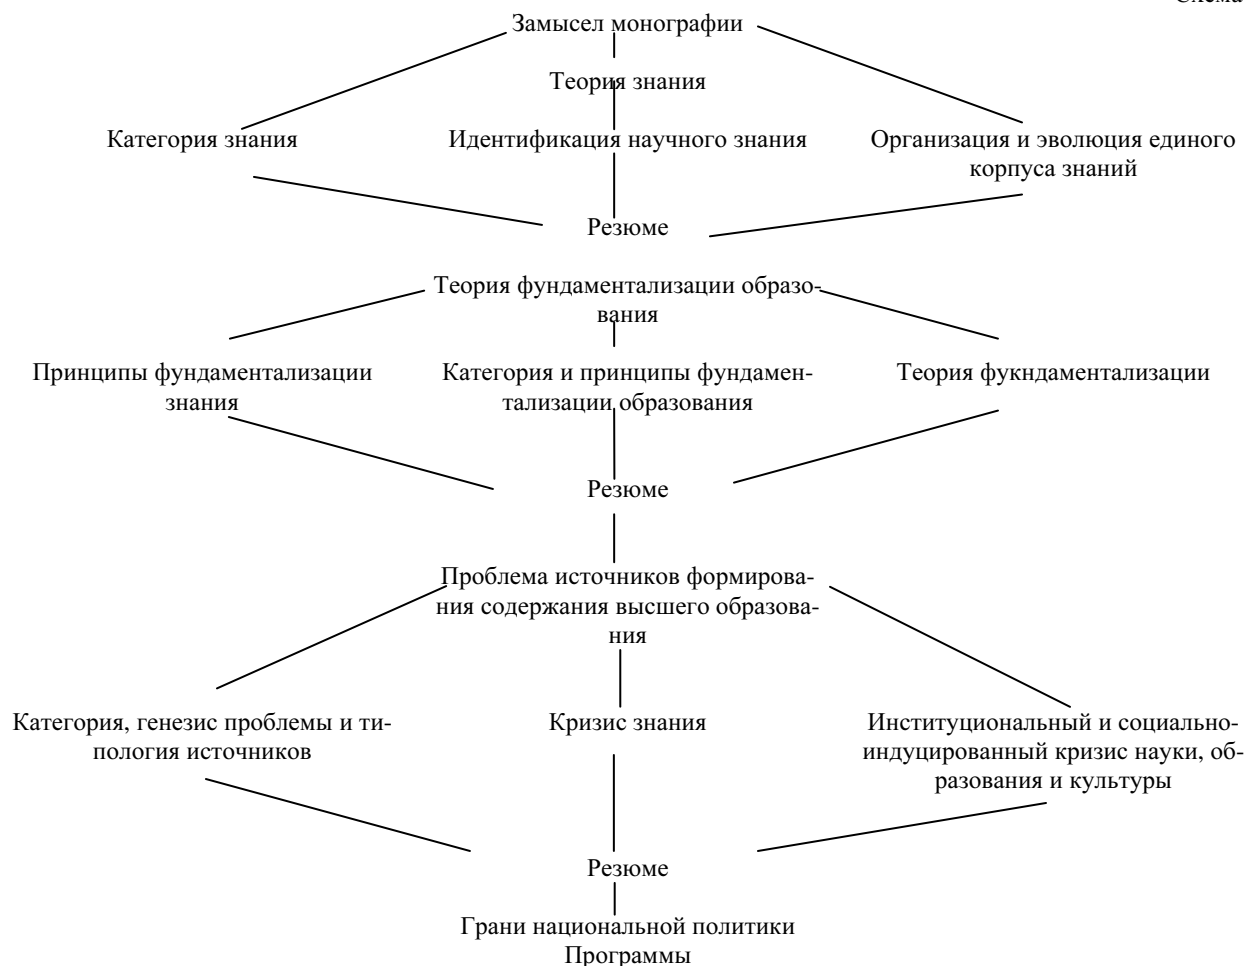 Схема
Замысел монографии
Теория знания
Категория знания
Идентификация научного знания
Организация и эволюция единого
корпуса знаний
Резюме
Теория фундаментализации образо-
вания
Принципы фундаментализации
знания
Категория и принципы фундамен-
тализации образования
Теория фукндаментализации
Резюме
Проблема источников формирова-
ния содержания высшего образова-
ния
Категория, генезис проблемы и ти-
пология источников
Кризис знания
Институциональный и социально-
индуцированный кризис науки, об-
разования и культуры
Резюме
Грани национальной политики
Программы